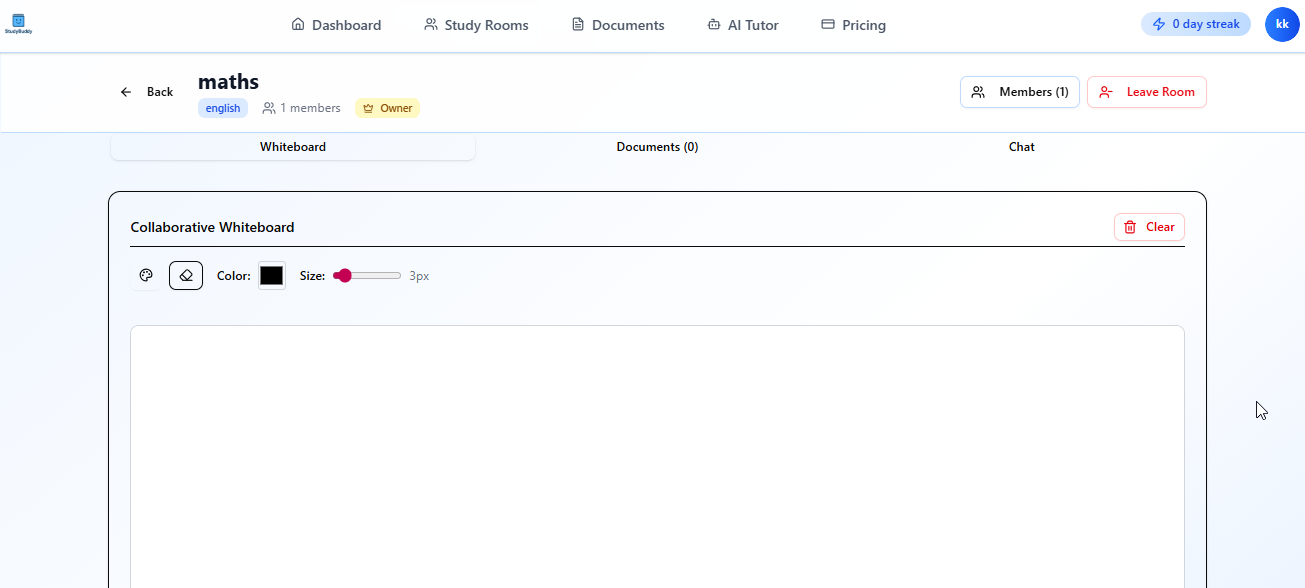 StudyBuddy
Dashboard
Study Rooms
Documents
AI Tutor
Pricing
0 day streak
kk
Back
maths
english
1 members
Owner
Members (1)
Leave Room
Whiteboard
Documents (0)
Chat
Collaborative Whiteboard
Clear
Color:
Size:
3px